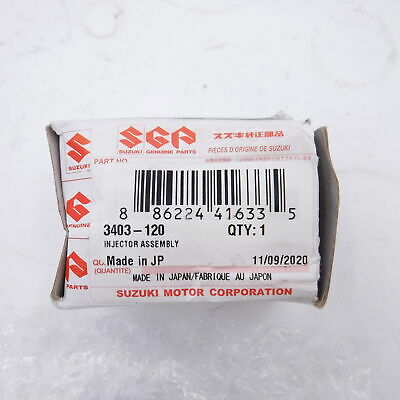 SGP
スズキ純正部品
SUZUKI
GENUINE PARTS
PIECES D'ORIGINE DE SUZUKI
PART NO.
8 86224 41633 5
3403-120 QTY: 1
INJECTOR ASSEMBLY
Made in JP 11/09/2020
(QUANTITE)
MADE IN JAPAN/FABRIQUE AU JAPON
PARTS
SUZUKI MOTOR CORPORATION